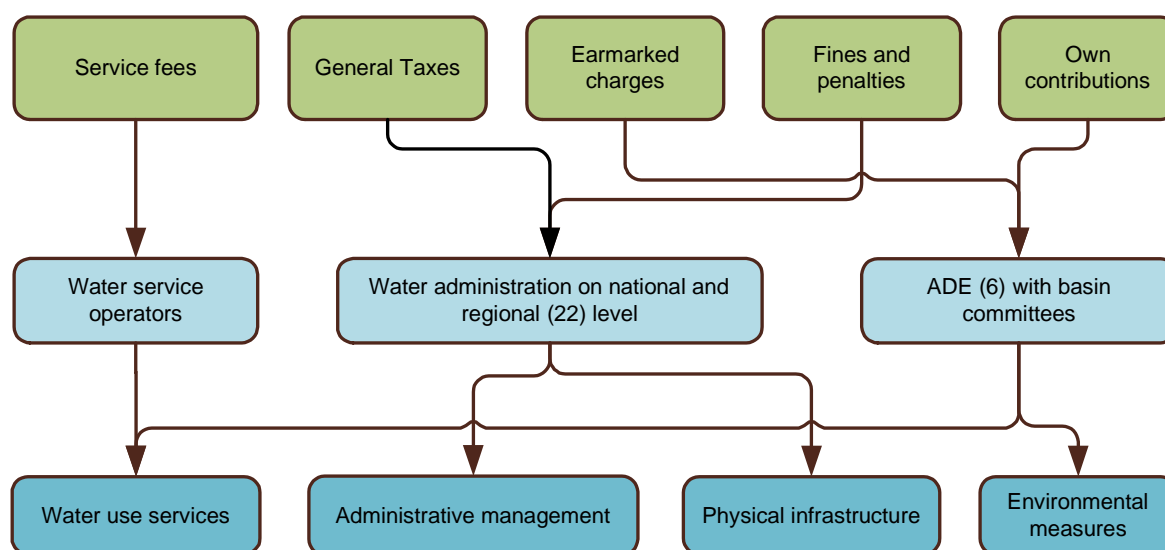 Service fees
General Taxes
Earmarked
charges
Fines and
penalties
Own
contributions
Water service
operators
Water administration on national and
regional (22) level
ADE (6) with basin
committees
Water use services
Administrative management
Physical infrastructure
Environmental
measures